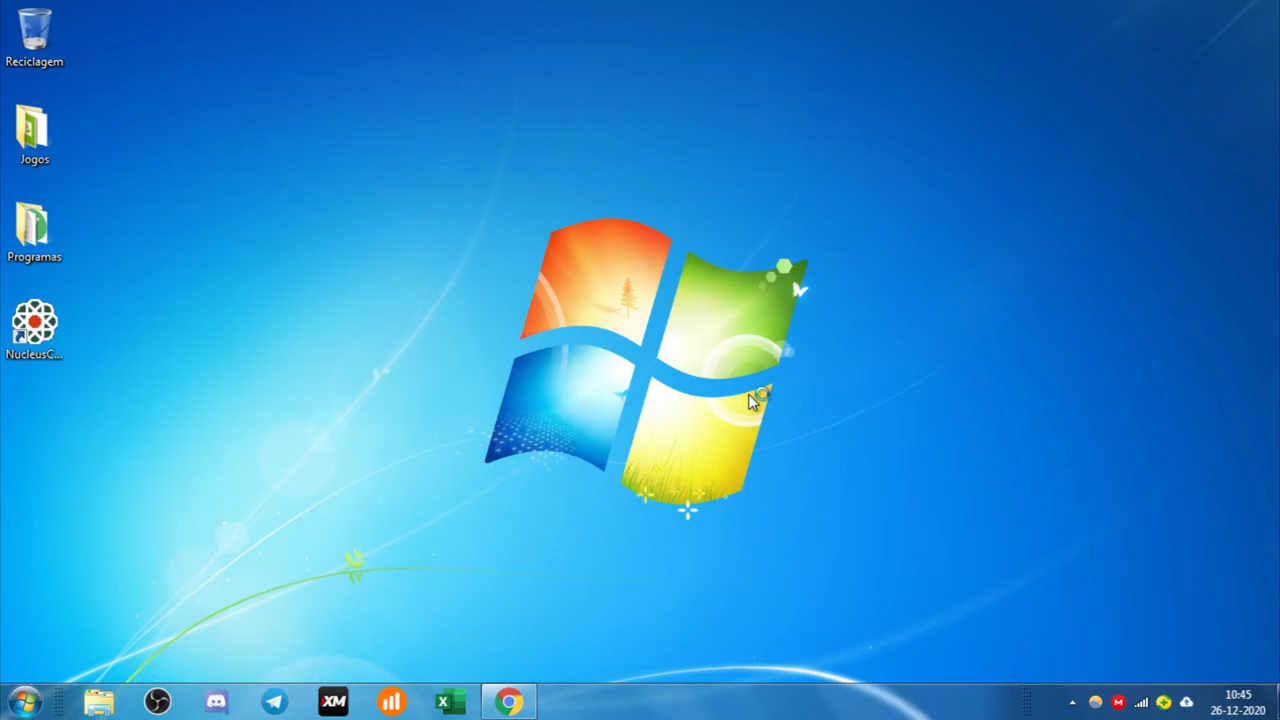 Reciclagem
Jogos
Programas
NucleusC...
XM
X
M
10:45
26-12-2020